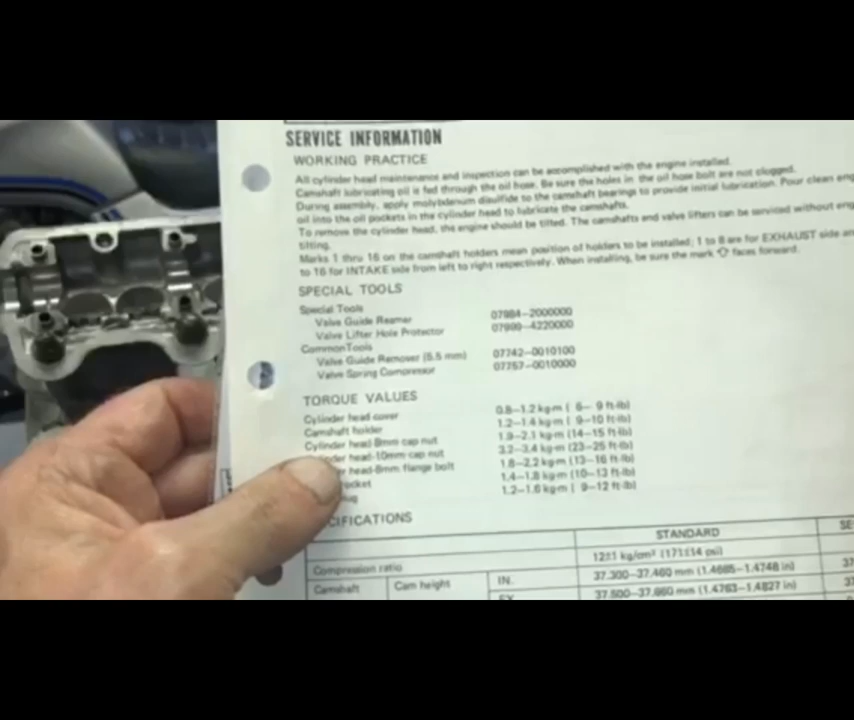 SERVICE INFORMATION
WORKING PRACTICE
All cylinder head maintenance and inspection can be accomplished with the engine installed.
Camshaft lubricating oil is fed through the oil hose. Be sure the holes in the oil hose bolt are not clogged.
During assembly, apply molybdenum disulfide to the camshaft bearings to provide initial lubrication. Pour clean eng
oil into the oil pockets in the cylinder head to lubricate the camshafts.
To remove the cylinder head, the engine should be tilted. The camshafts and valve lifters can be serviced without eng
tilting.
Marks 1 thru 16 on the camshaft holders mean position of holders to be installed; 1 to 8 are for EXHAUST side an
to 16 for INTAKE side from left to right respectively. When installing, be sure the mark ⇧ faces forward.
SPECIAL TOOLS
Special Tools
Valve Guide Reamer 07984-2000000
Valve Lifter Hole Protector 07999-4220000
Common Tools
Valve Guide Remover (5.5 mm) 07742-0010100
Valve Spring Compressor 07757-0010000
TORQUE VALUES
Cylinder head cover 0.8-1.2 kg·m ( 6- 9 ft·lb)
Camshaft holder 1.2-1.4 kg·m ( 9-10 ft·lb)
Cylinder head-8mm cap nut 1.9-2.1 kg·m (14-15 ft·lb)
nder head-10mm cap nut 3.2-3.4 kg·m (23-25 ft·lb)
r head-8mm flange bolt 1.8-2.2 kg·m (13-16 ft·lb)
ocket 1.4-1.8 kg·m (10-13 ft·lb)
lug 1.2-1.6 kg·m ( 9-12 ft·lb)
CIFICATIONS
STANDARD SE
Compression ratio 12±1 kg/cm² (171±14 psi)
Camshaft Cam height IN. 37.300-37.460 mm (1.4685-1.4748 in) 37
EX. 37.500-37.660 mm (1.4763-1.4827 in) 37